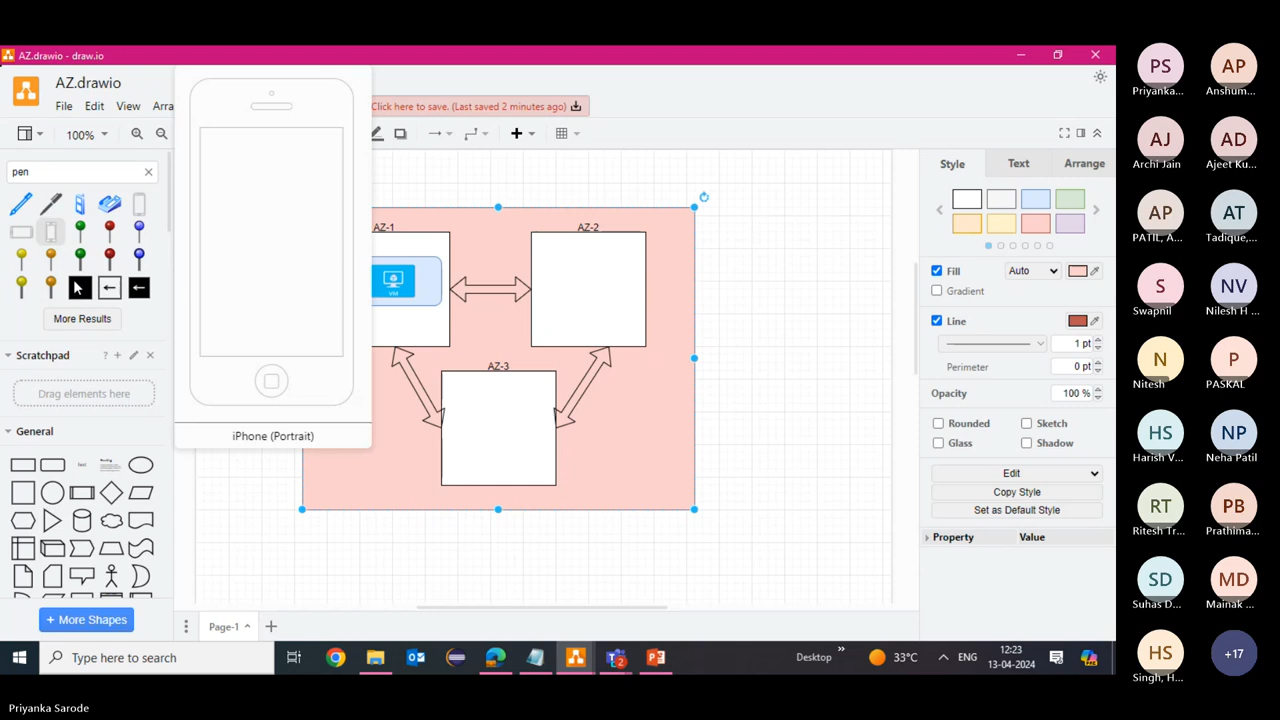 AZ.drawio - draw.io
AZ.drawio
File Edit View Arra
Click here to save. (Last saved 2 minutes ago)
100%
pen
More Results
Scratchpad
?
Drag elements here
General
Text
Heading
+ More Shapes
iPhone (Portrait)
AZ-1
VM
AZ-2
AZ-3
Page-1
Style Text Arrange
Fill Auto
Gradient
Line
1 pt
Perimeter 0 pt
Opacity 100 %
Rounded Sketch
Glass Shadow
Edit
Copy Style
Set as Default Style
Property Value
Type here to search
2
Desktop
»
33°C
ENG
12:23
13-04-2024
PS
Priyanka...
AP
Anshum...
AJ
Archi Jain
AD
Ajeet Ku...
AP
PATIL, A...
AT
Tadique,...
S
Swapnil
NV
Nilesh H ...
N
Nitesh
P
PASKAL
HS
Harish V...
NP
Neha Patil
RT
Ritesh Tr...
PB
Prathima...
SD
Suhas D...
MD
Mainak ...
HS
Singh, H...
+17
Priyanka Sarode